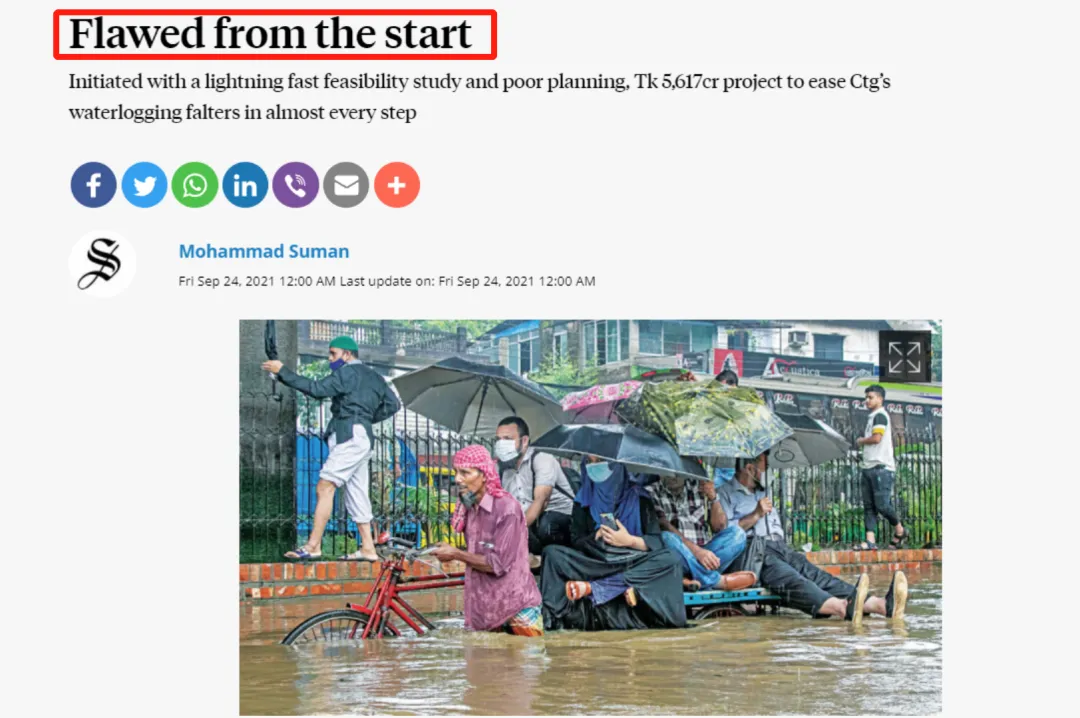 Flawed from the start
Initiated with a lightning fast feasibility study and poor planning, Tk 5,617cr project to ease Ctg’s
waterlogging falters in almost every step
Mohammad Suman
Fri Sep 24, 2021 12:00 AM Last update on: Fri Sep 24, 2021 12:00 AM